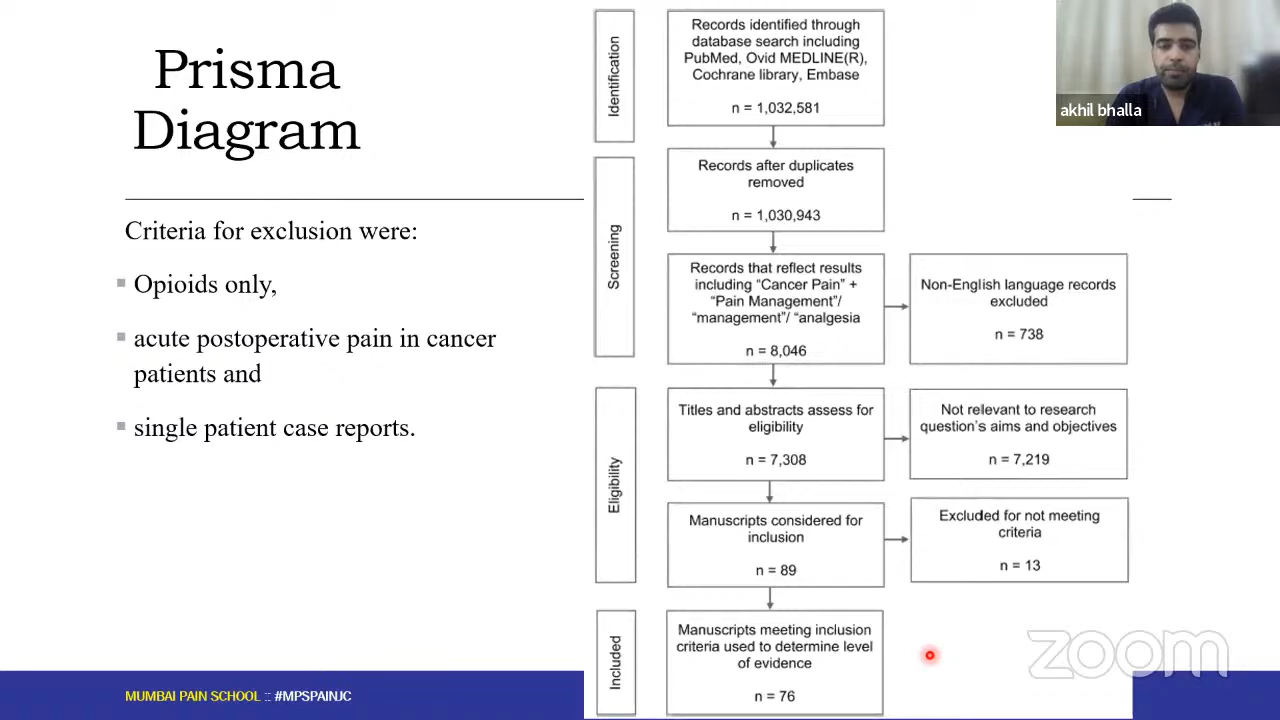 Prisma
Diagram
Criteria for exclusion were:
Opioids only,
acute postoperative pain in cancer
patients and
single patient case reports.
Identification
Records identified through
database search including
PubMed, Ovid MEDLINE(R),
Cochrane library, Embase
n = 1,032,581
Screening
Records after duplicates
removed
n = 1,030,943
Records that reflect results
including “Cancer Pain” +
“Pain Management”/
“management”/ “analgesia
n = 8,046
Non-English language records
excluded
n = 738
Eligibility
Titles and abstracts assess for
eligibility
n = 7,308
Not relevant to research
question’s aims and objectives
n = 7,219
Manuscripts considered for
inclusion
n = 89
Excluded for not meeting
criteria
n = 13
Included
Manuscripts meeting inclusion
criteria used to determine level
of evidence
n = 76
akhil bhalla
zoom
MUMBAI PAIN SCHOOL :: #MPSPAINJC